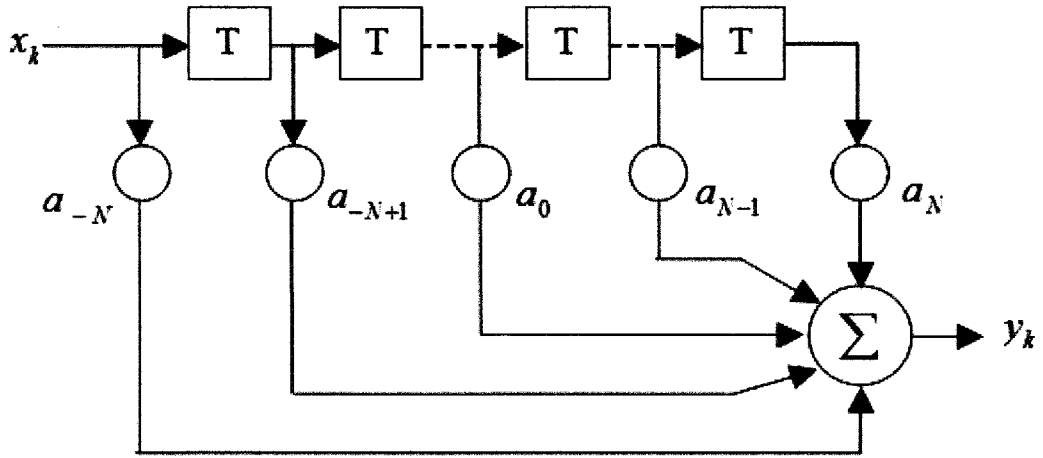 x_k T T T T
a_{-N} a_{-N+1} a_0 a_{N-1} a_N
Σ y_k